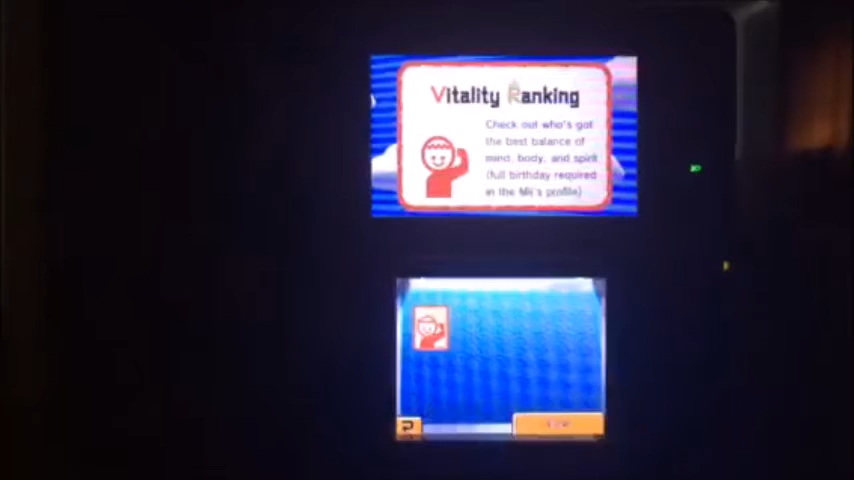 Vitality Ranking
Check out who's got
the best balance of
mind, body, and spirit
(full birthday required
in the Mii's profile)